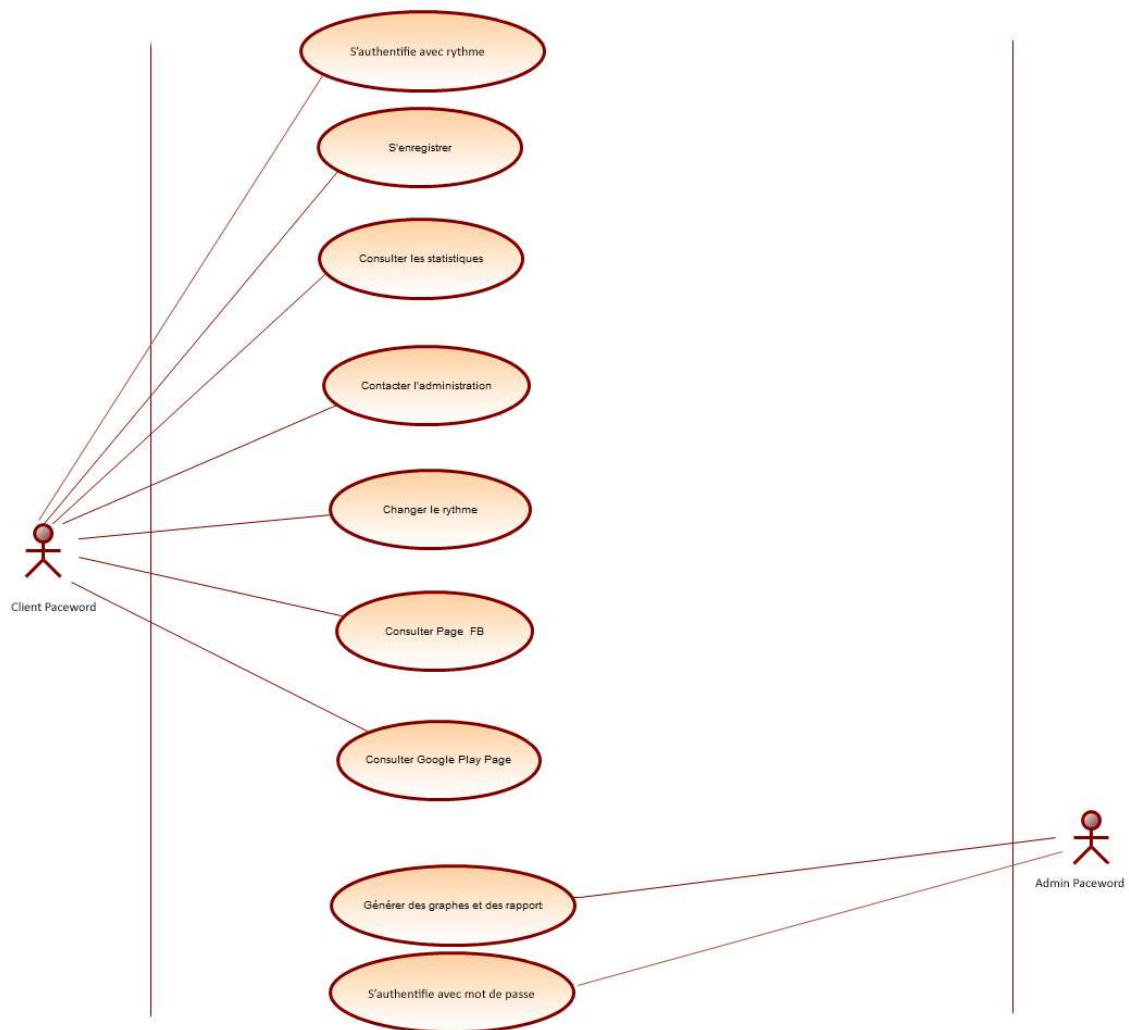 S'authentifie avec rythme
S'enregistrer
Consulter les statistiques
Contacter l'administration
Changer le rythme
Client Paceword
Consulter Page FB
Consulter Google Play Page
Admin Paceword
Générer des graphes et des rapport
S'authentifie avec mot de passe